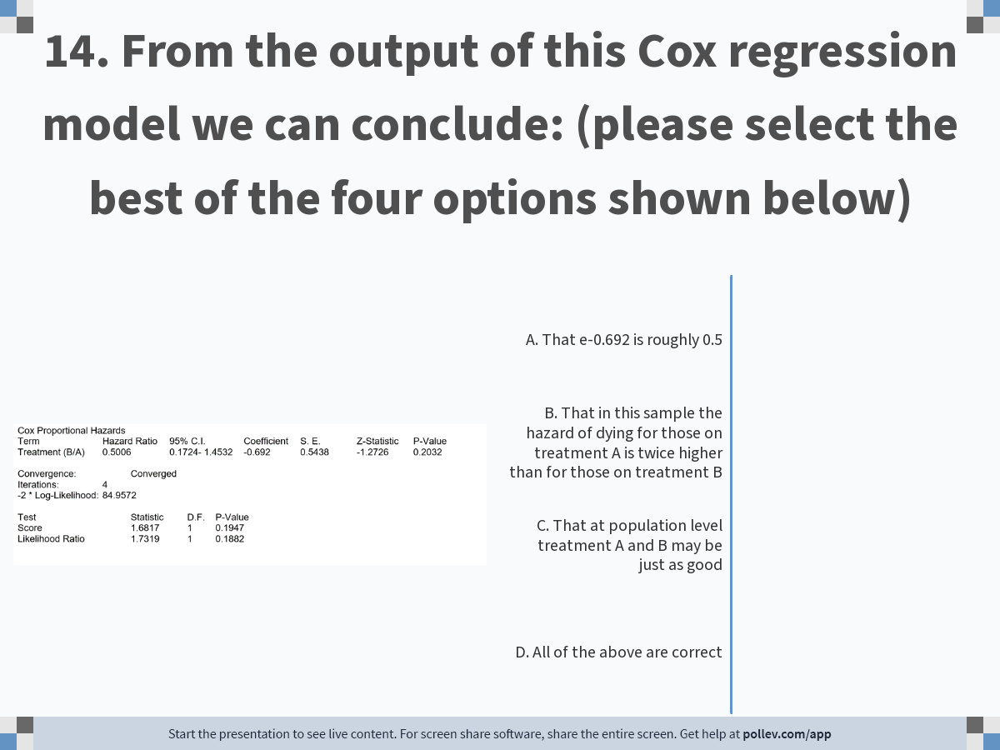 14. From the output of this Cox regression
model we can conclude: (please select the
best of the four options shown below)
A. That e-0.692 is roughly 0.5
B. That in this sample the
hazard of dying for those on
treatment A is twice higher
than for those on treatment B
C. That at population level
treatment A and B may be
just as good
D. All of the above are correct
Cox Proportional Hazards
Term Hazard Ratio 95% C.I. Coefficient S. E. Z-Statistic P-Value
Treatment (B/A) 0.5006 0.1724- 1.4532 -0.692 0.5438 -1.2726 0.2032
Convergence: Converged
Iterations: 4
-2 * Log-Likelihood: 84.9572
Test Statistic D.F. P-Value
Score 1.6817 1 0.1947
Likelihood Ratio 1.7319 1 0.1882
Start the presentation to see live content. For screen share software, share the entire screen. Get help at pollev.com/app